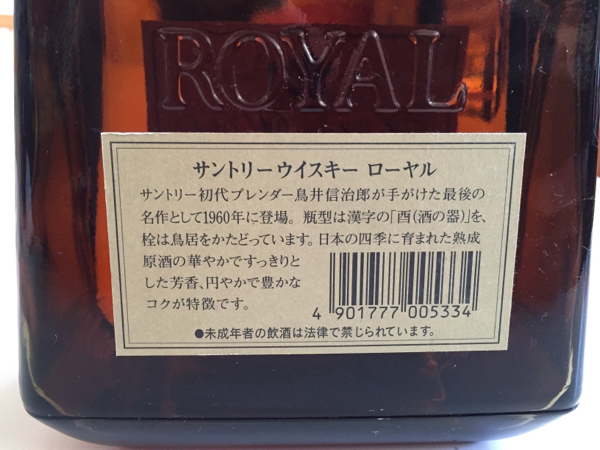 ROYAL
サントリーウイスキー ローヤル
サントリー初代ブレンダー鳥井信治郎が手がけた最後の
名作として1960年に登場。瓶型は漢字の「酉(酒の器)」を、
栓は鳥居をかたどっています。日本の四季に育まれた熟成
原酒の華やかですっきりと
した芳香、円やかで豊かな
コクが特徴です。
4 901777 005334
●未成年者の飲酒は法律で禁じられています。